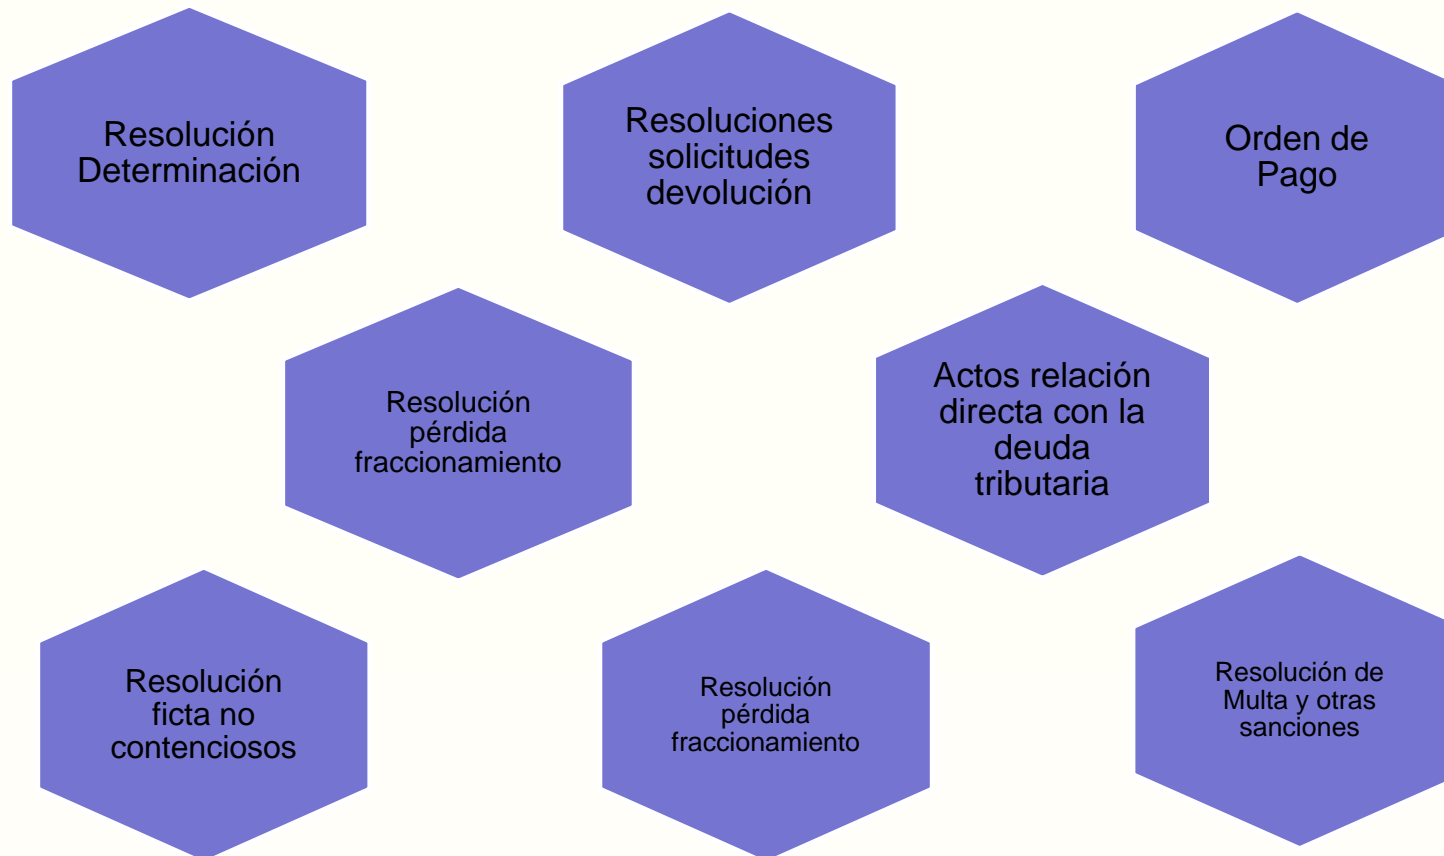 Resolución
Determinación
Resoluciones
solicitudes
devolución
Orden de
Pago
Resolución
pérdida
fraccionamiento
Actos relación
directa con la
deuda
tributaria
Resolución
ficta no
contenciosos
Resolución
pérdida
fraccionamiento
Resolución de
Multa y otras
sanciones